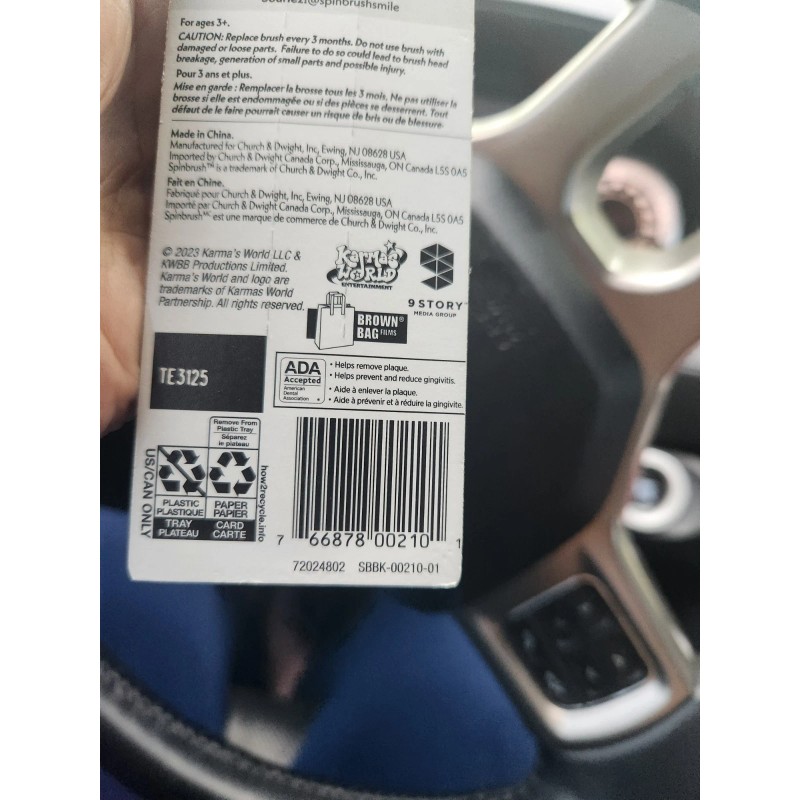 @spinbrushsmile
For ages 3+.
CAUTION: Replace brush every 3 months. Do not use brush with
damaged or loose parts. Failure to do so could lead to brush head
breakage, generation of small parts and possible injury.
Pour 3 ans et plus.
Mise en garde : Remplacer la brosse tous les 3 mois. Ne pas utiliser la
brosse si elle est endommagée ou si des pièces se desserrent. Tout
défaut de le faire pourrait causer un risque de bris ou de blessure.
Made in China.
Manufactured for Church & Dwight, Inc, Ewing, NJ 08628 USA
Imported by Church & Dwight Canada Corp., Mississauga, ON Canada L5S 0A5
Spinbrush™ is a trademark of Church & Dwight Co., Inc.
Fait en Chine.
Fabriqué pour Church & Dwight, Inc, Ewing, NJ 08628 USA
Importé par Church & Dwight Canada Corp., Mississauga, ON Canada L5S 0A5
Spinbrush MC est une marque de commerce de Church & Dwight Co., Inc.
© 2023 Karma's World LLC &
KWBB Productions Limited.
Karma's World and logo are
trademarks of Karmas World
Partnership. All rights reserved.
Karma's
WORLD
ENTERTAINMENT
9 STORY
MEDIA GROUP
BROWN®
BAG FILMS
TE3125
ADA
Accepted
American
Dental
Association ®
• Helps remove plaque.
• Helps prevent and reduce gingivitis.
• Aide à enlever la plaque.
• Aide à prévenir et à réduire la gingivite.
Remove From
Plastic Tray
Séparez
le plateau
US/CAN ONLY
PLASTIC
PLASTIQUE
TRAY
PLATEAU
PAPER
PAPIER
CARD
CARTE
how2recycle.info
7 66878 00210 1
72024802 SBBK-00210-01